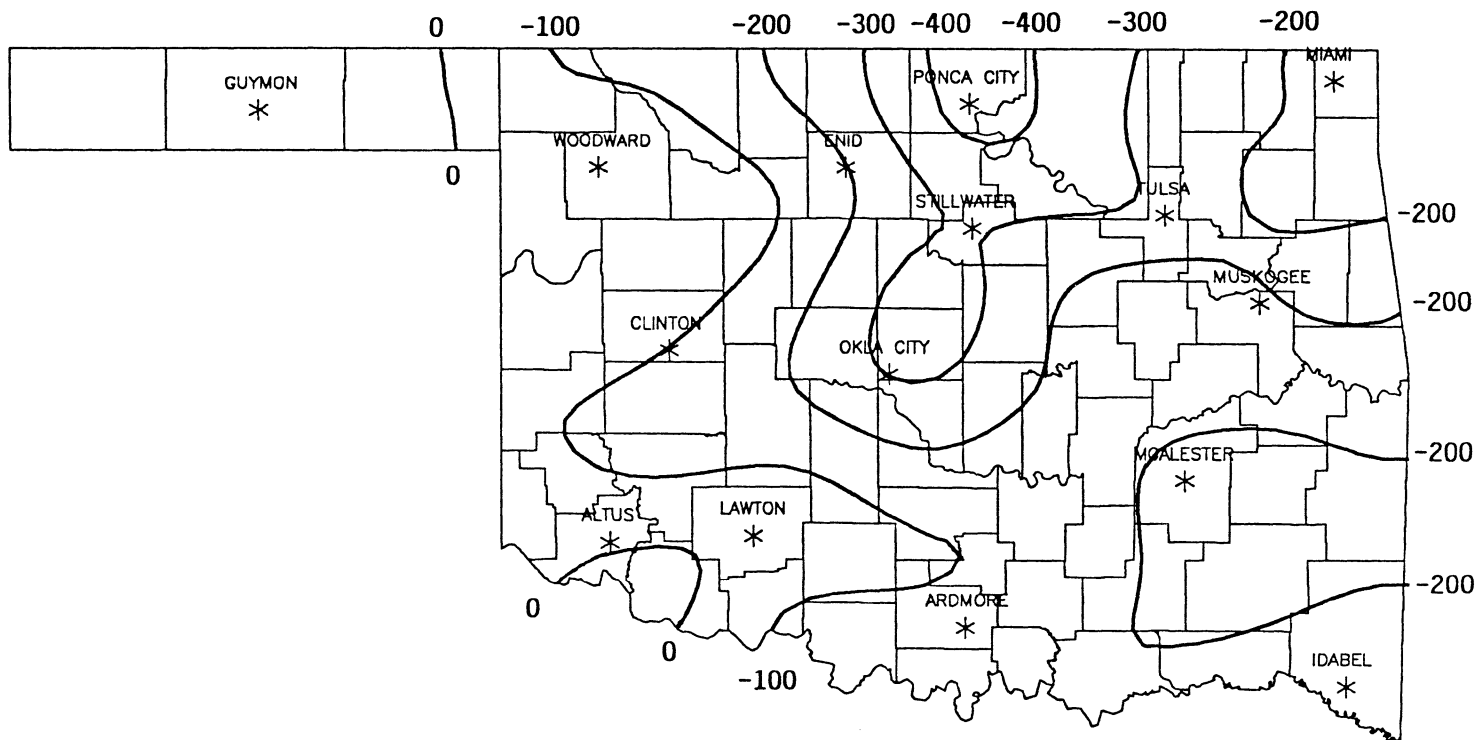 0 -100 -200 -300 -400 -400 -300 -200
MIAMI
GUYMON
PONCA CITY
WOODWARD
ENID
0
TULSA
STILLWATER
-200
MUSKOGEE
-200
CLINTON
OKLA CITY
MCALESTER
-200
LAWTON
ALTUS
-200
ARDMORE
0
0
IDABEL
-100